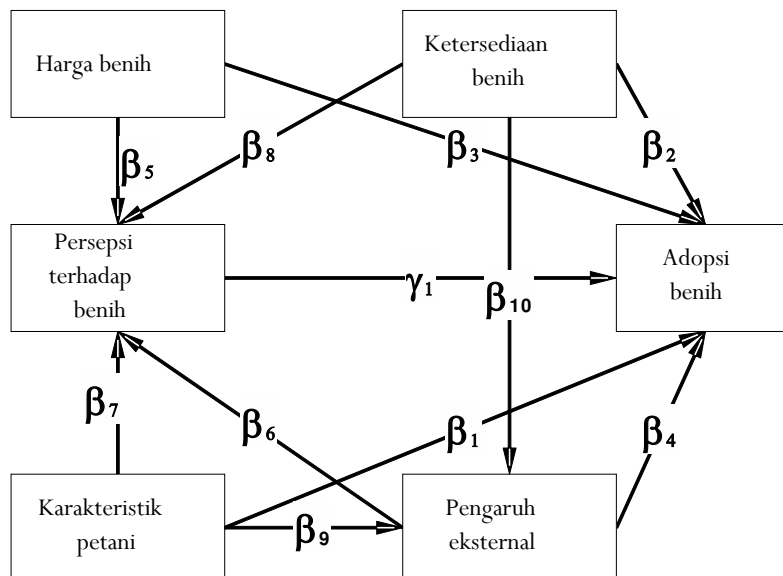 Harga benih
Ketersediaan
benih
β5
β8
β3
β2
Persepsi
terhadap
benih
γ1
β10
Adopsi
benih
β7
β6
β1
β4
Karakteristik
petani
β9
Pengaruh
eksternal